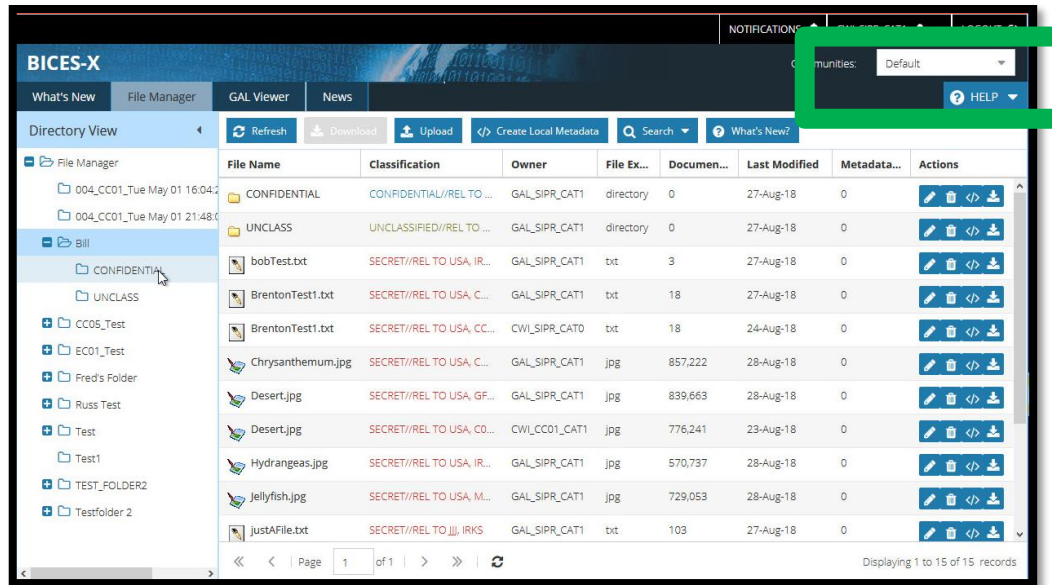 NOTIFICATIONS
BICES-X
Default
What's New File Manager GAL Viewer News HELP
Directory View Refresh Download Upload </> Create Local Metadata Search What's New?
File Manager
004_CC01_Tue May 01 16:04:2
004_CC01_Tue May 01 21:48:0
Bill
CONFIDENTIAL
UNCLASS
CC05_Test
EC01_Test
Fred's Folder
Russ Test
Test
Test1
TEST_FOLDER2
Testfolder 2
File Name Classification Owner File Ex... Documen... Last Modified Metadata... Actions
CONFIDENTIAL CONFIDENTIAL//REL TO ... GAL_SIPR_CAT1 directory 0 27-Aug-18 0
UNCLASS UNCLASSIFIED//REL TO ... GAL_SIPR_CAT1 directory 0 27-Aug-18 0
bobTest.txt SECRET//REL TO USA, IR... GAL_SIPR_CAT1 txt 3 27-Aug-18 0
BrentonTest1.txt SECRET//REL TO USA, C... GAL_SIPR_CAT1 txt 18 27-Aug-18 0
BrentonTest1.txt SECRET//REL TO USA, CC... CWI_SIPR_CAT0 txt 18 24-Aug-18 0
Chrysanthemum.jpg SECRET//REL TO USA, C... GAL_SIPR_CAT1 jpg 857,222 28-Aug-18 0
Desert.jpg SECRET//REL TO USA, GF... GAL_SIPR_CAT1 jpg 839,663 28-Aug-18 0
Desert.jpg SECRET//REL TO USA, C0... CWI_CC01_CAT1 jpg 776,241 23-Aug-18 0
Hydrangeas.jpg SECRET//REL TO USA, IR... GAL_SIPR_CAT1 jpg 570,737 28-Aug-18 0
Jellyfish.jpg SECRET//REL TO USA, M... GAL_SIPR_CAT1 jpg 729,053 28-Aug-18 0
justAFile.txt SECRET//REL TO JJJ, IRKS GAL_SIPR_CAT1 txt 103 27-Aug-18 0
Page 1 of 1 Displaying 1 to 15 of 15 records